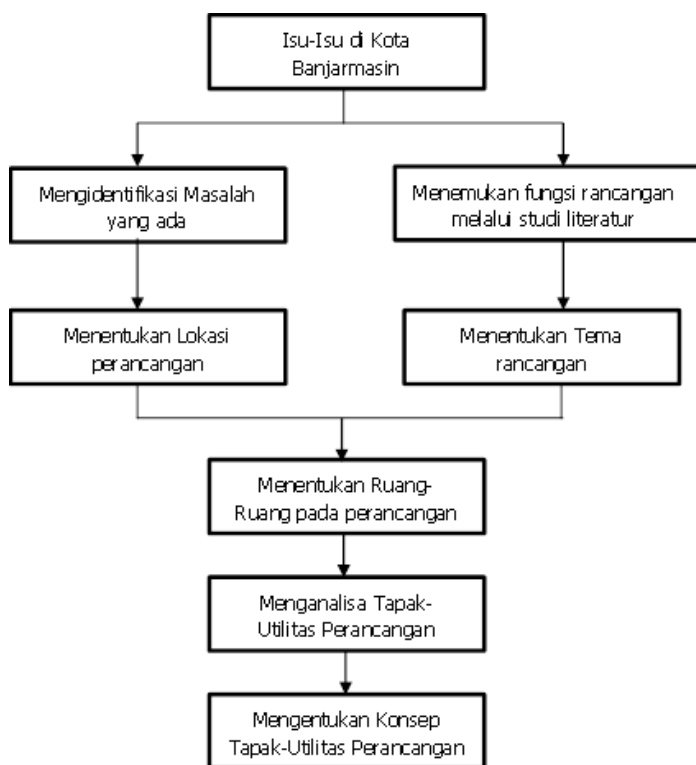 Isu-Isu di Kota
Banjarmasin
Mengidentifikasi Masalah
yang ada
Menemukan fungsi rancangan
melalui studi literatur
Menentukan Lokasi
perancangan
Menentukan Tema
rancangan
Menentukan Ruang-
Ruang pada perancangan
Menganalisa Tapak-
Utilitas Perancangan
Mengentukan Konsep
Tapak-Utilitas Perancangan